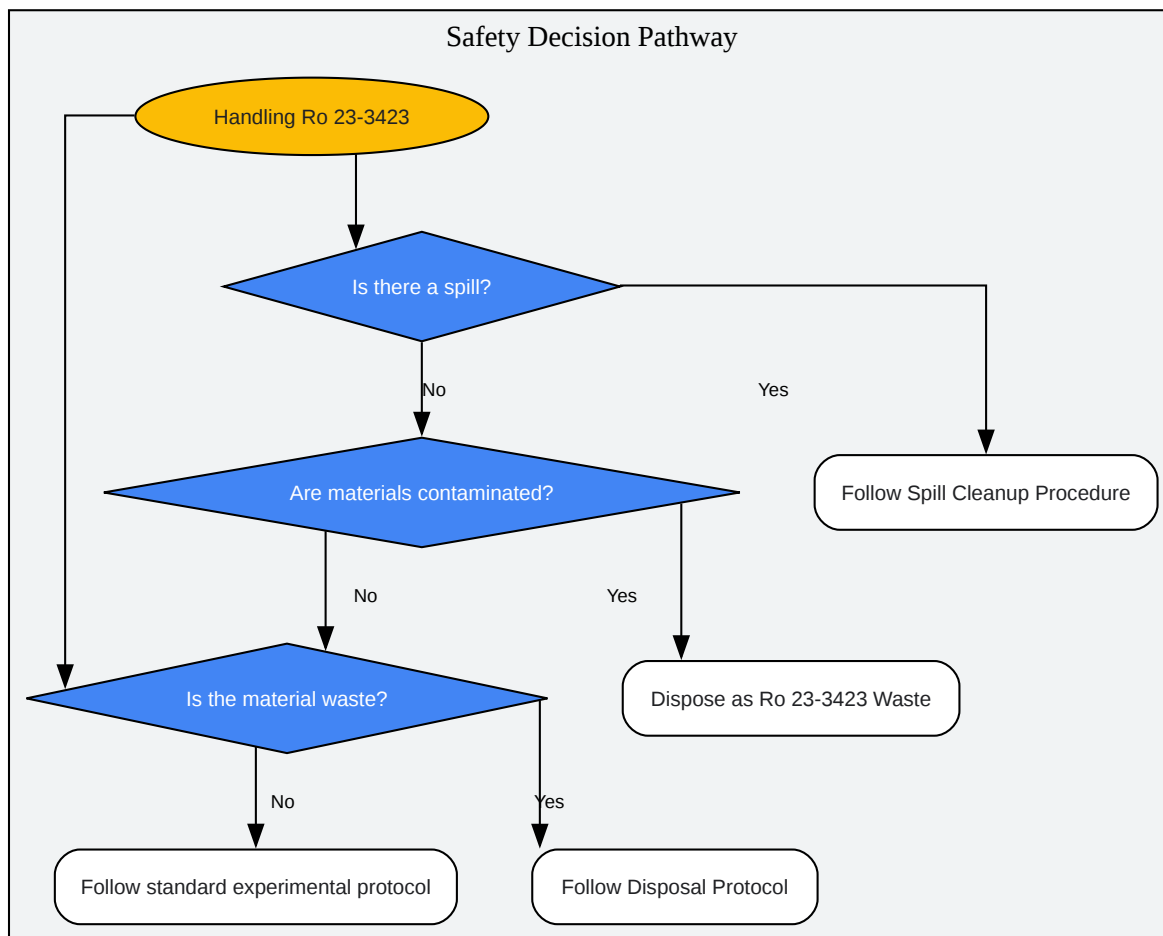 Safety Decision Pathway
Handling Ro 23-3423
Is there a spill?
No
Yes
Are materials contaminated?
Follow Spill Cleanup Procedure
No
Yes
Is the material waste?
Dispose as Ro 23-3423 Waste
No
Yes
Follow standard experimental protocol
Follow Disposal Protocol